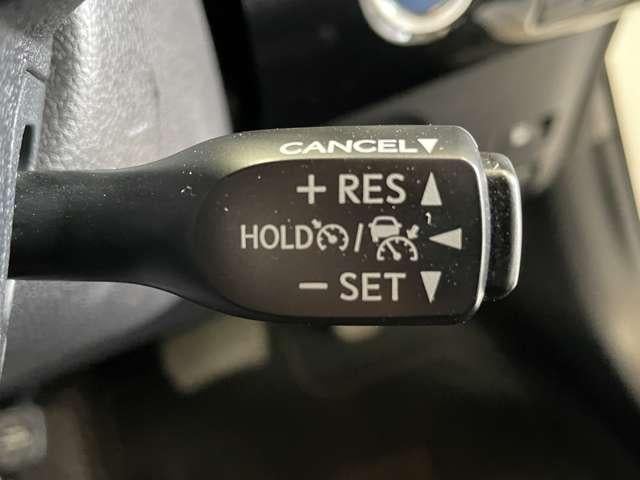 CANCEL▼
+ RES ▲
HOLD / ◀
− SET ▼